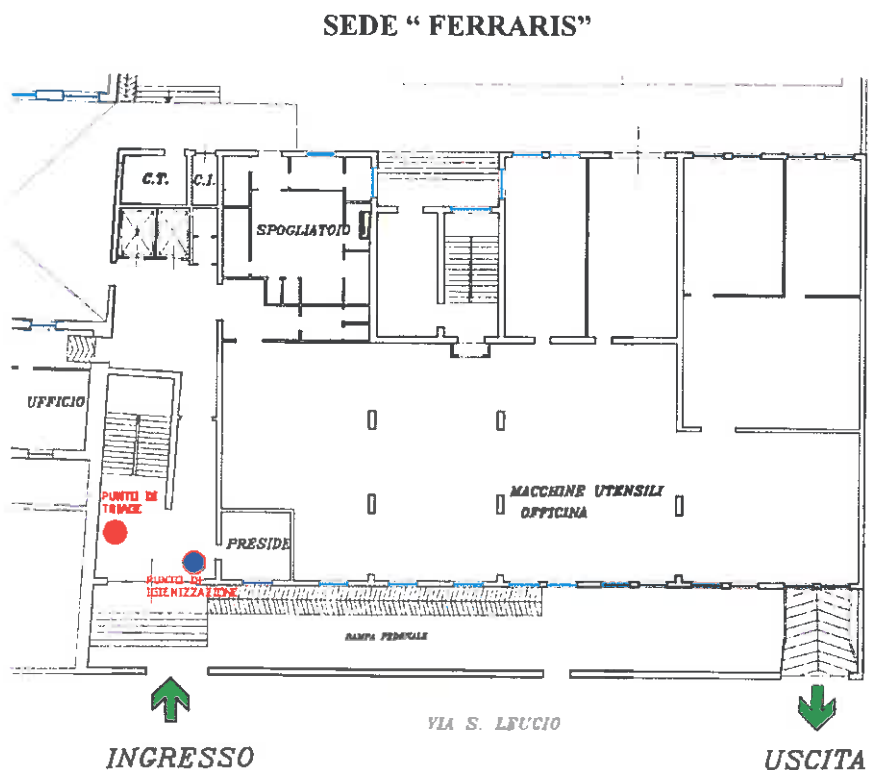 SEDE “ FERRARIS”
C.T.
C.I.
SPOGLIATOIO
UFFICIO
PUNTO DI
TRIAGE
MACCHINE UTENSILI
OFFICINA
PRESIDE
PUNTO DI
IGIENIZZAZIONE
RAMPA PEDONALE
VIA S. LEUCIO
INGRESSO
USCITA